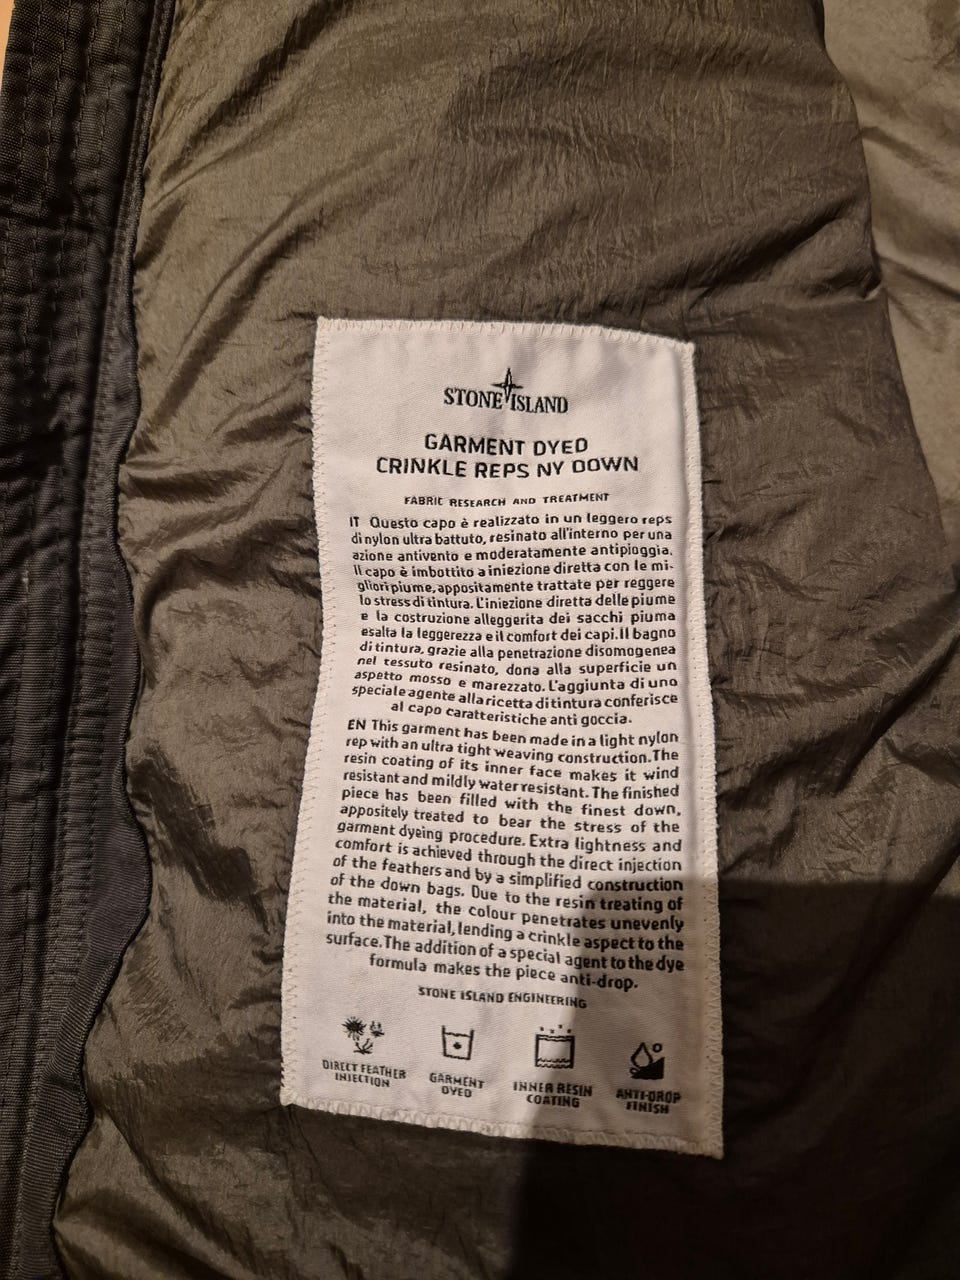 STONE ISLAND
GARMENT DYED
CRINKLE REPS NY DOWN
FABRIC RESEARCH AND TREATMENT
IT Questo capo è realizzato in un leggero reps
di nylon ultra battuto, resinato all'interno per una
azione antivento e moderatamente antipioggia.
Il capo è imbottito a iniezione diretta con le mi-
gliori piume, appositamente trattate per reggere
lo stress di tintura. L'iniezione diretta delle piume
e la costruzione alleggerita dei sacchi piuma
esalta la leggerezza e il comfort dei capi. Il bagno
di tintura, grazie alla penetrazione disomogenea
nel tessuto resinato, dona alla superficie un
aspetto mosso e marezzato. L'aggiunta di uno
speciale agente alla ricetta di tintura conferisce
al capo caratteristiche anti goccia.
EN This garment has been made in a light nylon
rep with an ultra tight weaving construction. The
resin coating of its inner face makes it wind
resistant and mildly water resistant. The finished
piece has been filled with the finest down,
appositely treated to bear the stress of the
garment dyeing procedure. Extra lightness and
comfort is achieved through the direct injection
of the feathers and by a simplified construction
of the down bags. Due to the resin treating of
the material, the colour penetrates unevenly
into the material, lending a crinkle aspect to the
surface. The addition of a special agent to the dye
formula makes the piece anti-drop.
STONE ISLAND ENGINEERING
DIRECT FEATHER
INJECTION
GARMENT
DYED
INNER RESIN
COATING
ANTI-DROP
FINISH